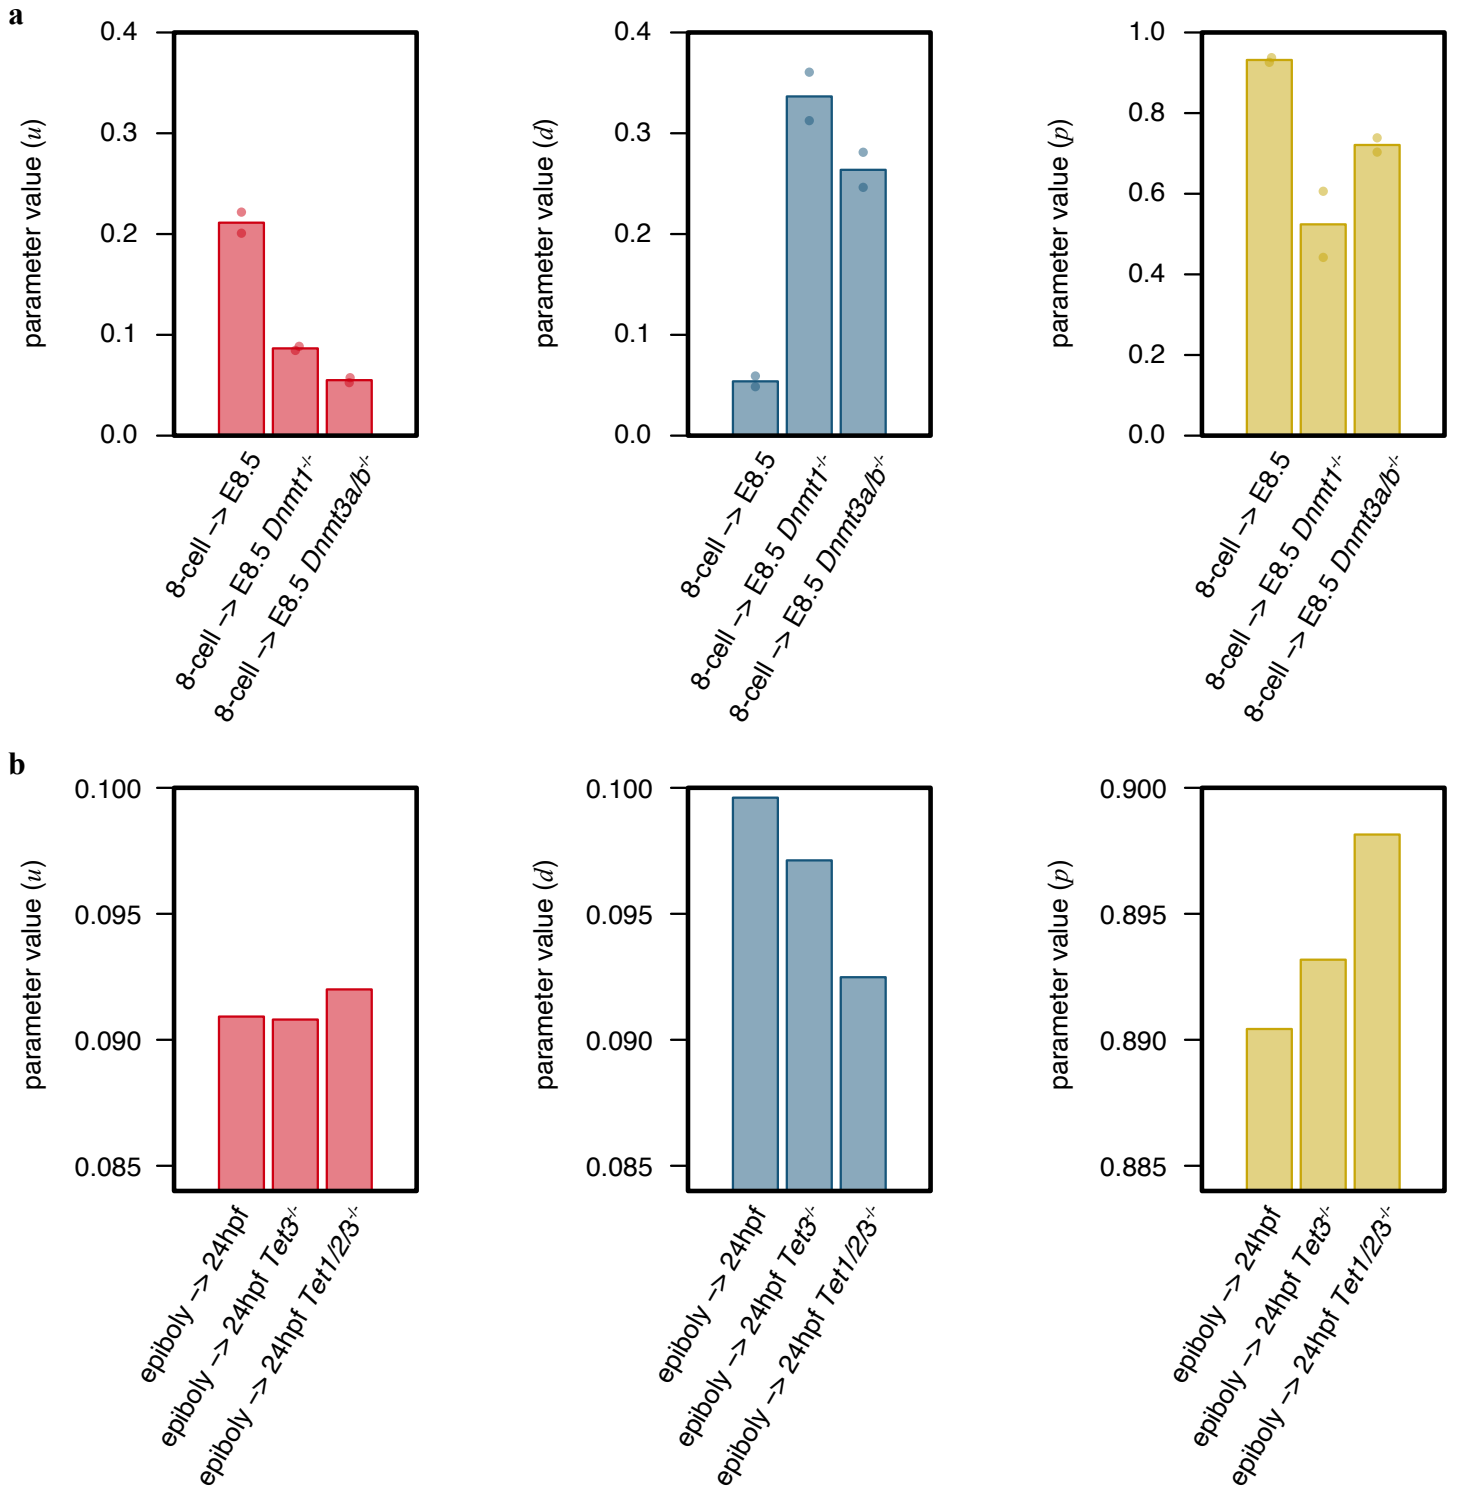 a
parameter value (u)
0.4
0.3
0.2
0.1
0.0
8-cell –> E8.5
8-cell –> E8.5 Dnmt1-/-
8-cell –> E8.5 Dnmt3a/b-/-
parameter value (d)
0.4
0.3
0.2
0.1
0.0
8-cell –> E8.5
8-cell –> E8.5 Dnmt1-/-
8-cell –> E8.5 Dnmt3a/b-/-
parameter value (p)
1.0
0.8
0.6
0.4
0.2
0.0
8-cell –> E8.5
8-cell –> E8.5 Dnmt1-/-
8-cell –> E8.5 Dnmt3a/b-/-
b
parameter value (u)
0.100
0.095
0.090
0.085
epiboly –> 24hpf
epiboly –> 24hpf Tet3-/-
epiboly –> 24hpf Tet1/2/3-/-
parameter value (d)
0.100
0.095
0.090
0.085
epiboly –> 24hpf
epiboly –> 24hpf Tet3-/-
epiboly –> 24hpf Tet1/2/3-/-
parameter value (p)
0.900
0.895
0.890
0.885
epiboly –> 24hpf
epiboly –> 24hpf Tet3-/-
epiboly –> 24hpf Tet1/2/3-/-